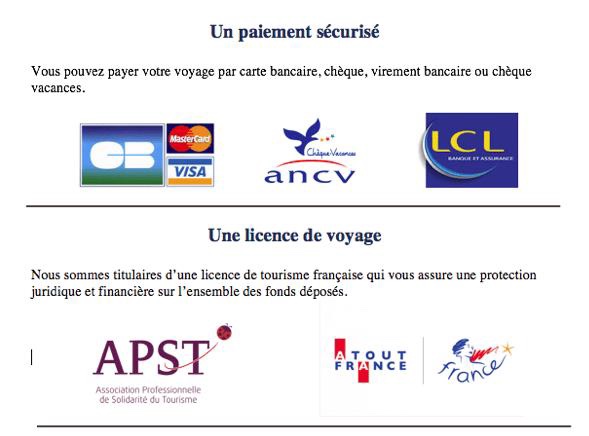 Un paiement sécurisé
Vous pouvez payer votre voyage par carte bancaire, chèque, virement bancaire ou chèque
vacances.
CB
MasterCard
VISA
Chèque-Vacances
ancv
LCL
BANQUE ET ASSURANCE
Une licence de voyage
Nous sommes titulaires d’une licence de tourisme française qui vous assure une protection
juridique et financière sur l’ensemble des fonds déposés.
APST
Association Professionnelle
de Solidarité du Tourisme
ATOUT
FRANCE
france